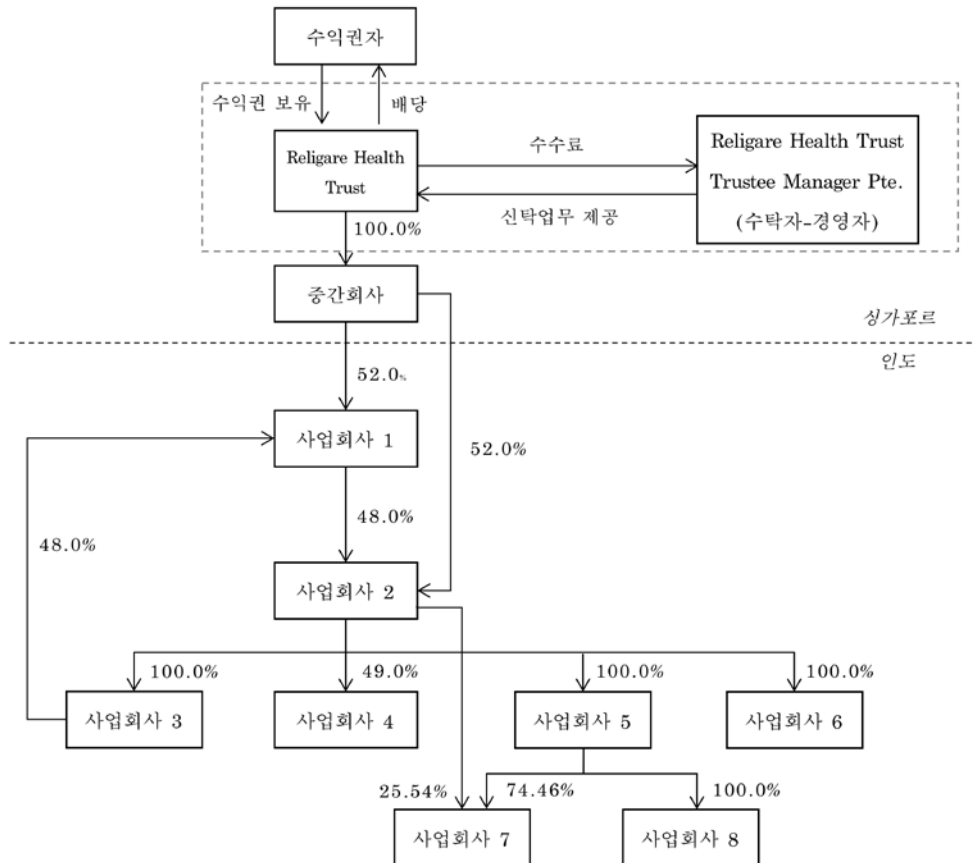 수익권자
수익권 보유
배당
Religare Health
Trust
수수료
신탁업무 제공
Religare Health Trust
Trustee Manager Pte.
(수탁자-경영자)
100.0%
중간회사
싱가포르
인도
52.0%
사업회사 1
52.0%
48.0%
48.0%
사업회사 2
100.0%
49.0%
100.0%
100.0%
사업회사 3
사업회사 4
사업회사 5
사업회사 6
25.54%
74.46%
100.0%
사업회사 7
사업회사 8